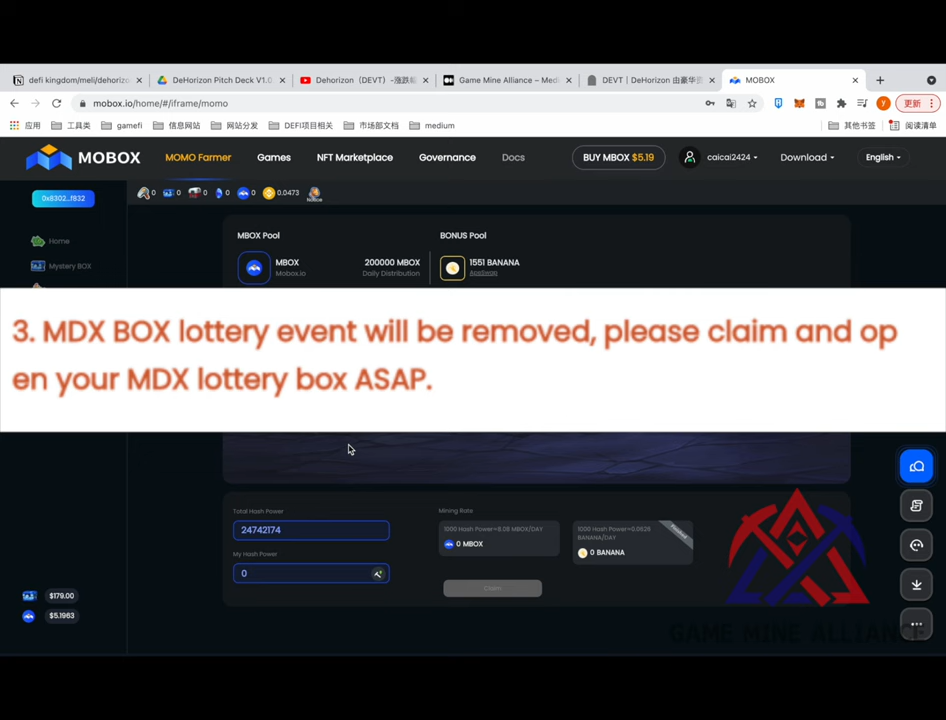 defi kingdom/meli/dehorizo
DeHorizon Pitch Deck V1.0
Dehorizon（DEVT）-涨跌幅
Game Mine Alliance – Medi
DEVT | DeHorizon 由豪华资
MOBOX
mobox.io/home/#/iframe/momo
更新
应用
工具类
gamefi
信息网站
网站分发
DEFI项目相关
市场部文档
medium
其他书签
阅读清单
MOBOX
MOMO Farmer
Games
NFT Marketplace
Governance
Docs
BUY MBOX $5.19
caicai2424
Download
English
0x8302...f832
0
0
0
0
0
0.0473
Notice
Home
Mystery BOX
MBOX Pool
BONUS Pool
MBOX
Mobox.io
200000 MBOX
Daily Distribution
1551 BANANA
ApeSwap
3. MDX BOX lottery event will be removed, please claim and op
en your MDX lottery box ASAP.
Total Hash Power
24742174
My Hash Power
0
Mining Rate
1000 Hash Power=8.08 MBOX/DAY
0 MBOX
1000 Hash Power=0.0626
BANANA/DAY
0 BANANA
Finished
Claim
$179.00
$5.1963
GAME MINE ALLIANCE